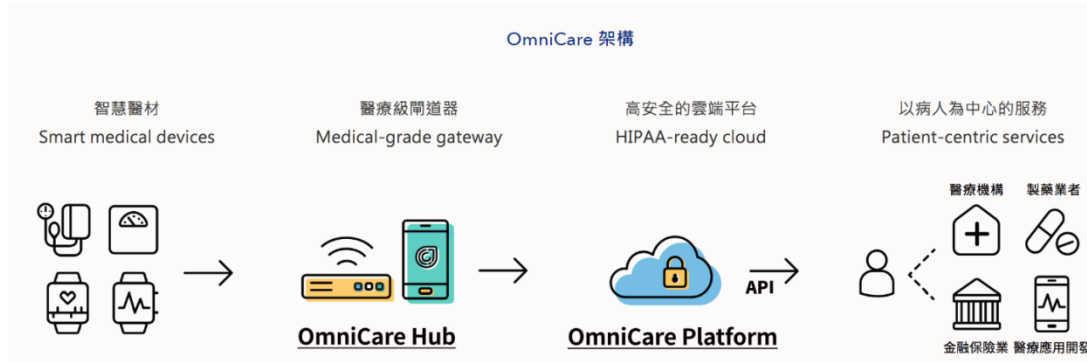 OmniCare 架構
智慧醫材
Smart medical devices
醫療級閘道器
Medical-grade gateway
高安全的雲端平台
HIPAA-ready cloud
以病人為中心的服務
Patient-centric services
醫療機構 製藥業者
API
OmniCare Hub
OmniCare Platform
金融保險業 醫療應用開發